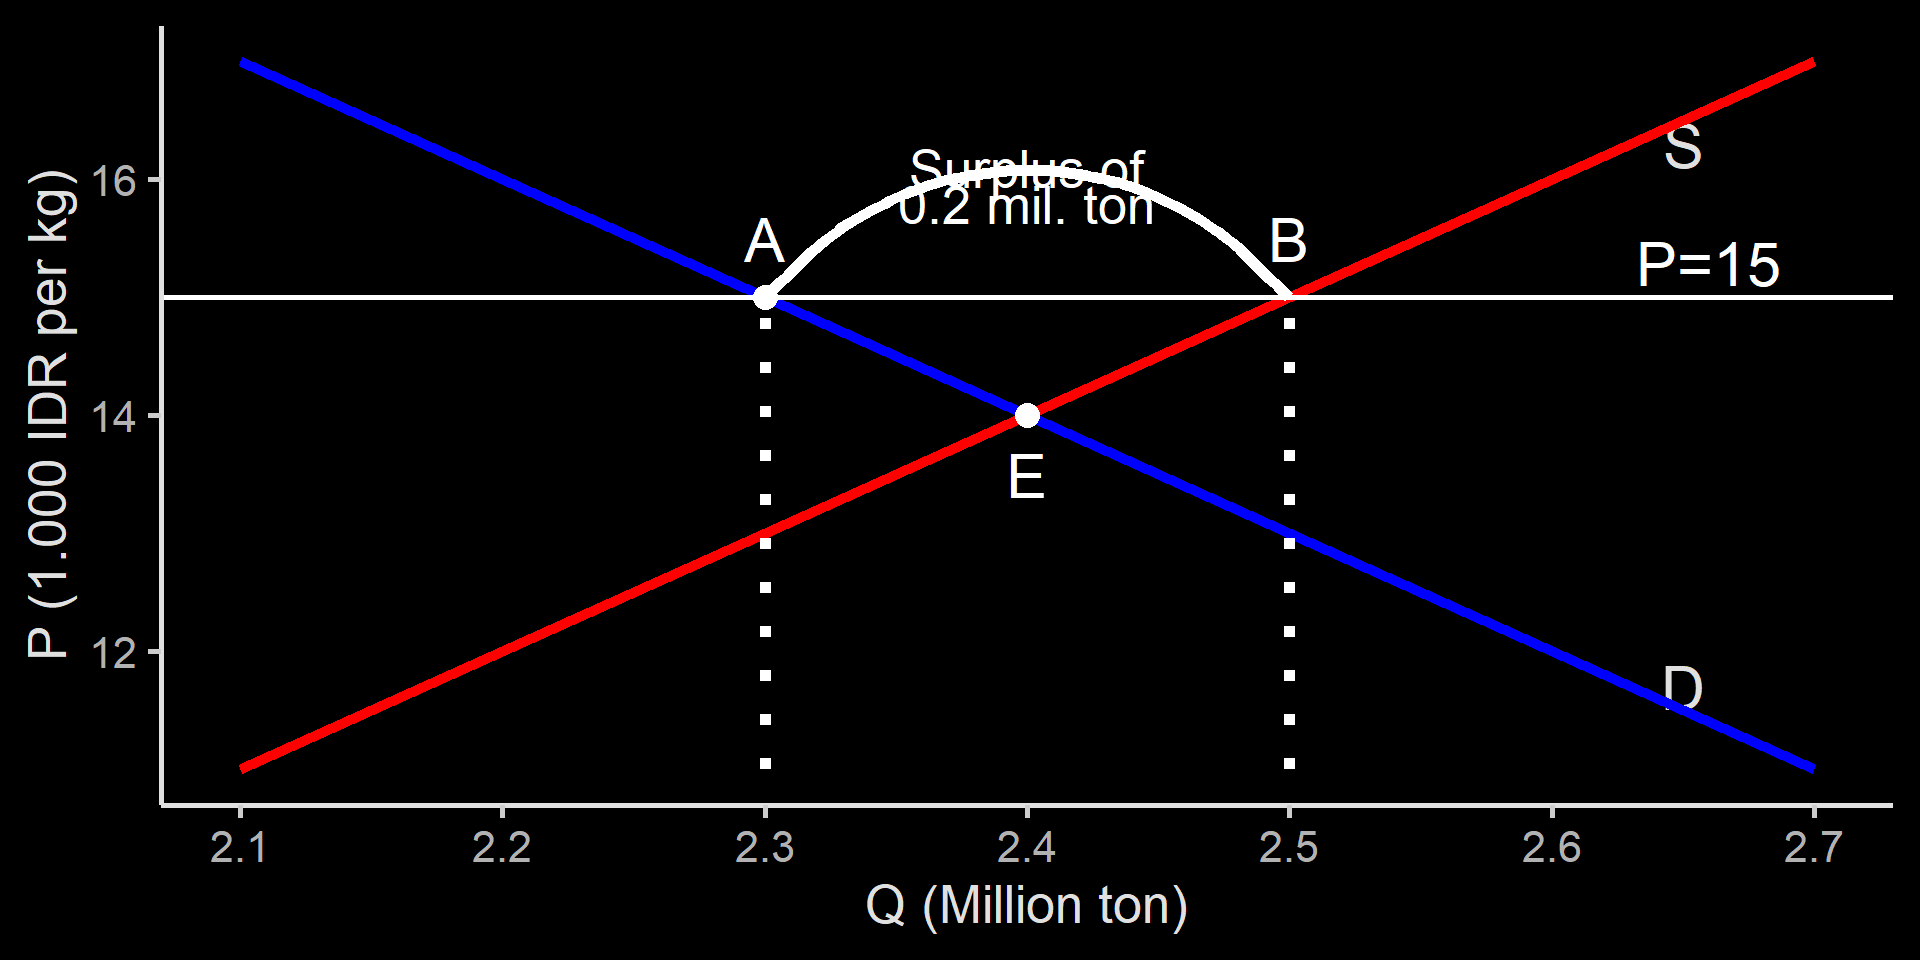 S
Surplus of
0.2 mil. ton
16
A
B
P=15
14
E
12
D
P (1.000 IDR per kg)
2.1
2.2
2.3
2.4
2.5
2.6
2.7
Q (Million ton)